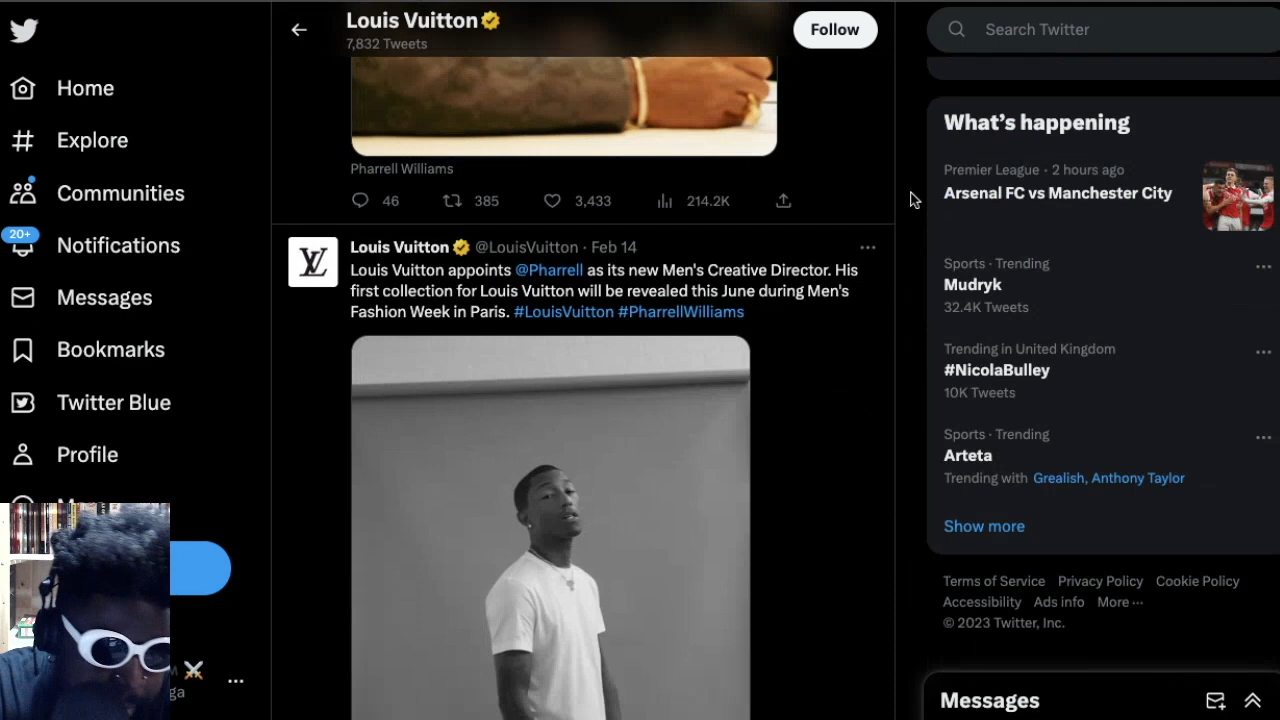 Home
Explore
Communities
20+
Notifications
Messages
Bookmarks
Twitter Blue
Profile
Louis Vuitton
7,832 Tweets
Follow
Pharrell Williams
46 385 3,433 214.2K
LV
Louis Vuitton @LouisVuitton · Feb 14
Louis Vuitton appoints @Pharrell as its new Men's Creative Director. His
first collection for Louis Vuitton will be revealed this June during Men's
Fashion Week in Paris. #LouisVuitton #PharrellWilliams
Search Twitter
What's happening
Premier League · 2 hours ago
Arsenal FC vs Manchester City
Sports · Trending
Mudryk
32.4K Tweets
Trending in United Kingdom
#NicolaBulley
10K Tweets
Sports · Trending
Arteta
Trending with Grealish, Anthony Taylor
Show more
Terms of Service Privacy Policy Cookie Policy
Accessibility Ads info More ···
© 2023 Twitter, Inc.
Messages